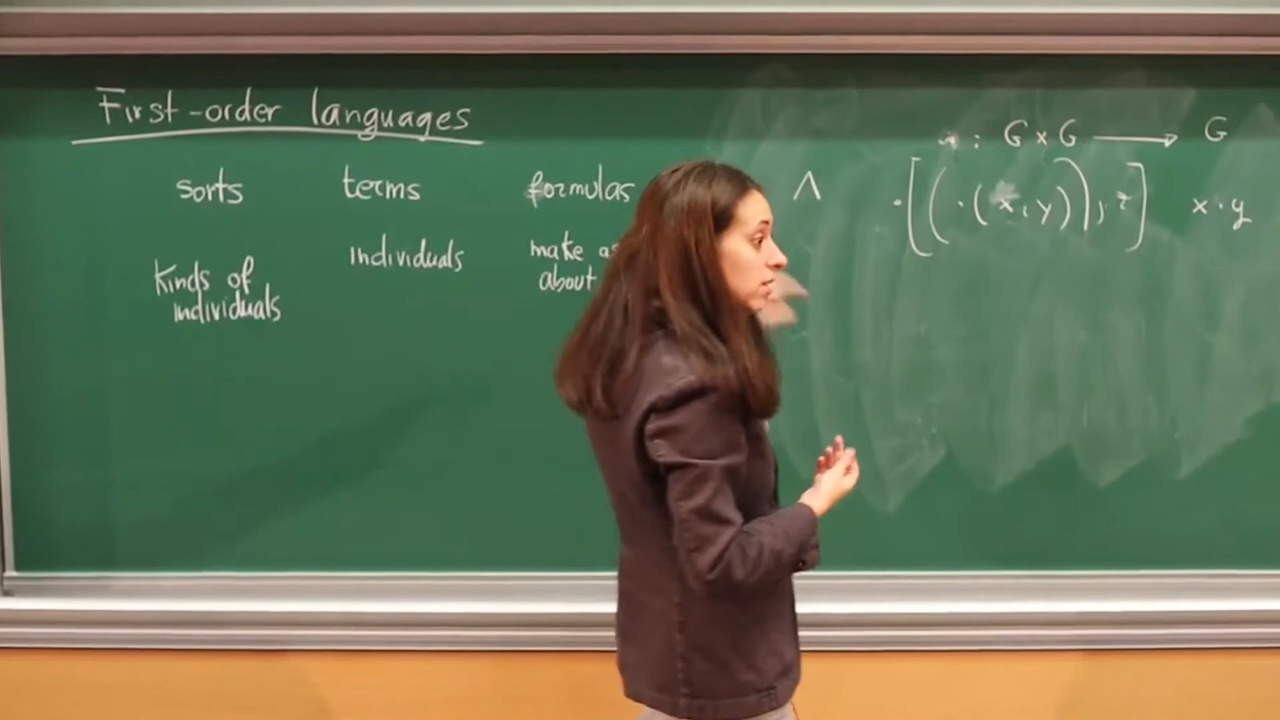 First-order languages
sorts terms formulas
Kinds of individuals
individuals
make
about
∧
: G × G ⟶ G
·[(·(x, y)), z]
x · y